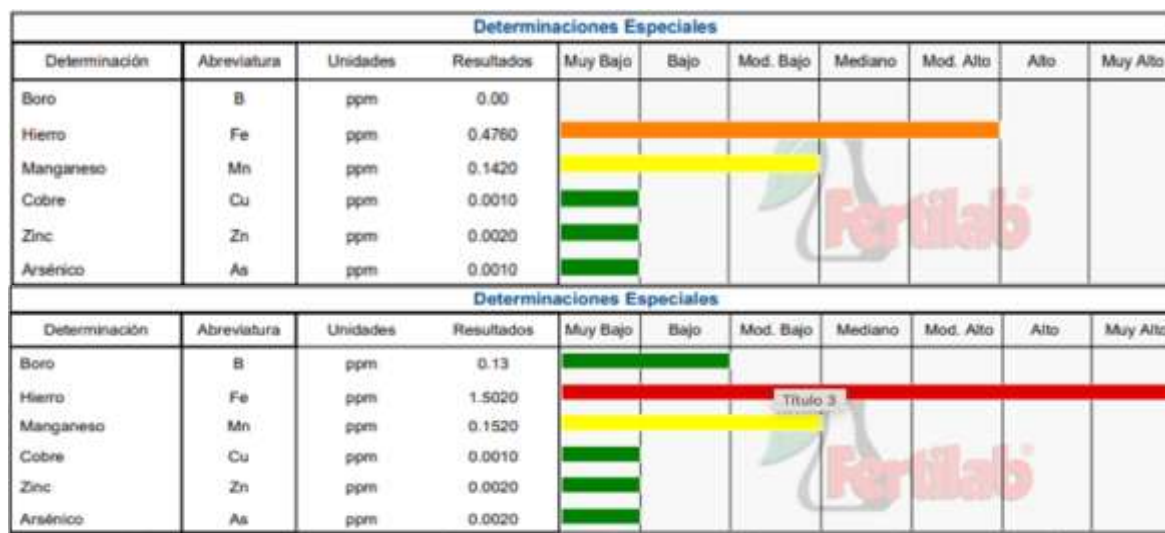 Determinaciones Especiales
Determinación Abreviatura Unidades Resultados Muy Bajo Bajo Mod. Bajo Mediano Mod. Alto Alto Muy Alto
Boro B ppm 0.00
Hierro Fe ppm 0.4760
Manganeso Mn ppm 0.1420
Cobre Cu ppm 0.0010
Zinc Zn ppm 0.0020
Arsénico As ppm 0.0010
Fertilab®
Determinaciones Especiales
Determinación Abreviatura Unidades Resultados Muy Bajo Bajo Mod. Bajo Mediano Mod. Alto Alto Muy Alto
Boro B ppm 0.13
Hierro Fe ppm 1.5020
Título 3
Manganeso Mn ppm 0.1520
Cobre Cu ppm 0.0010
Zinc Zn ppm 0.0020
Arsénico As ppm 0.0020
Fertilab